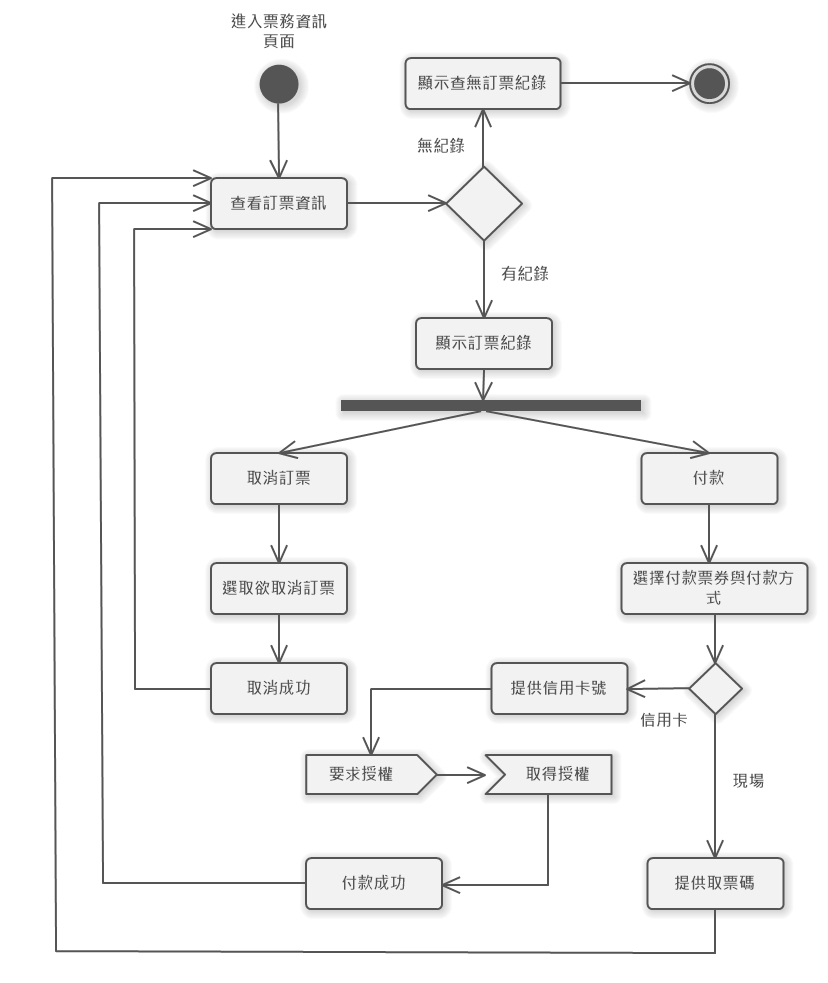 進入票務資訊
頁面
顯示查無訂票紀錄
無紀錄
查看訂票資訊
有紀錄
顯示訂票紀錄
取消訂票
付款
選取欲取消訂票
選擇付款票券與付款方
式
取消成功
提供信用卡號
信用卡
要求授權
取得授權
現場
付款成功
提供取票碼